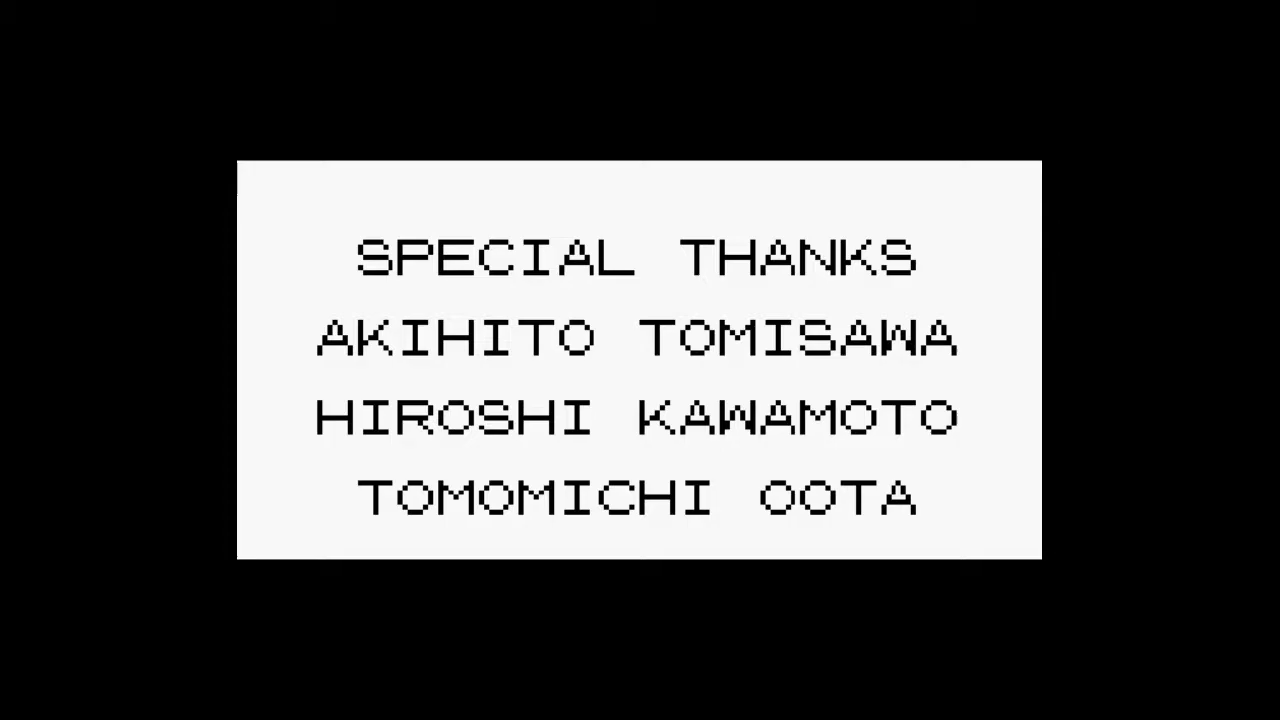 SPECIAL THANKS
AKIHITO TOMISAWA
HIROSHI KAWAMOTO
TOMOMICHI OOTA